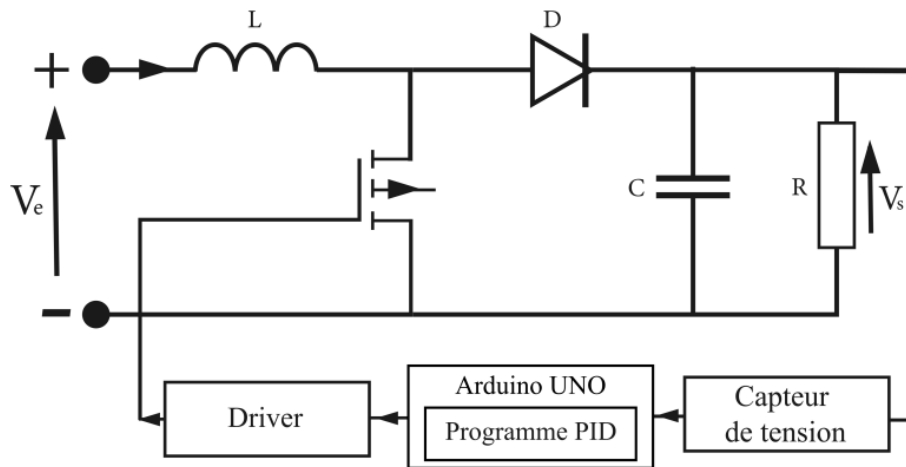 L
D
+
Ve
-
C
R
Vs
Driver
Arduino UNO
Programme PID
Capteur
de tension